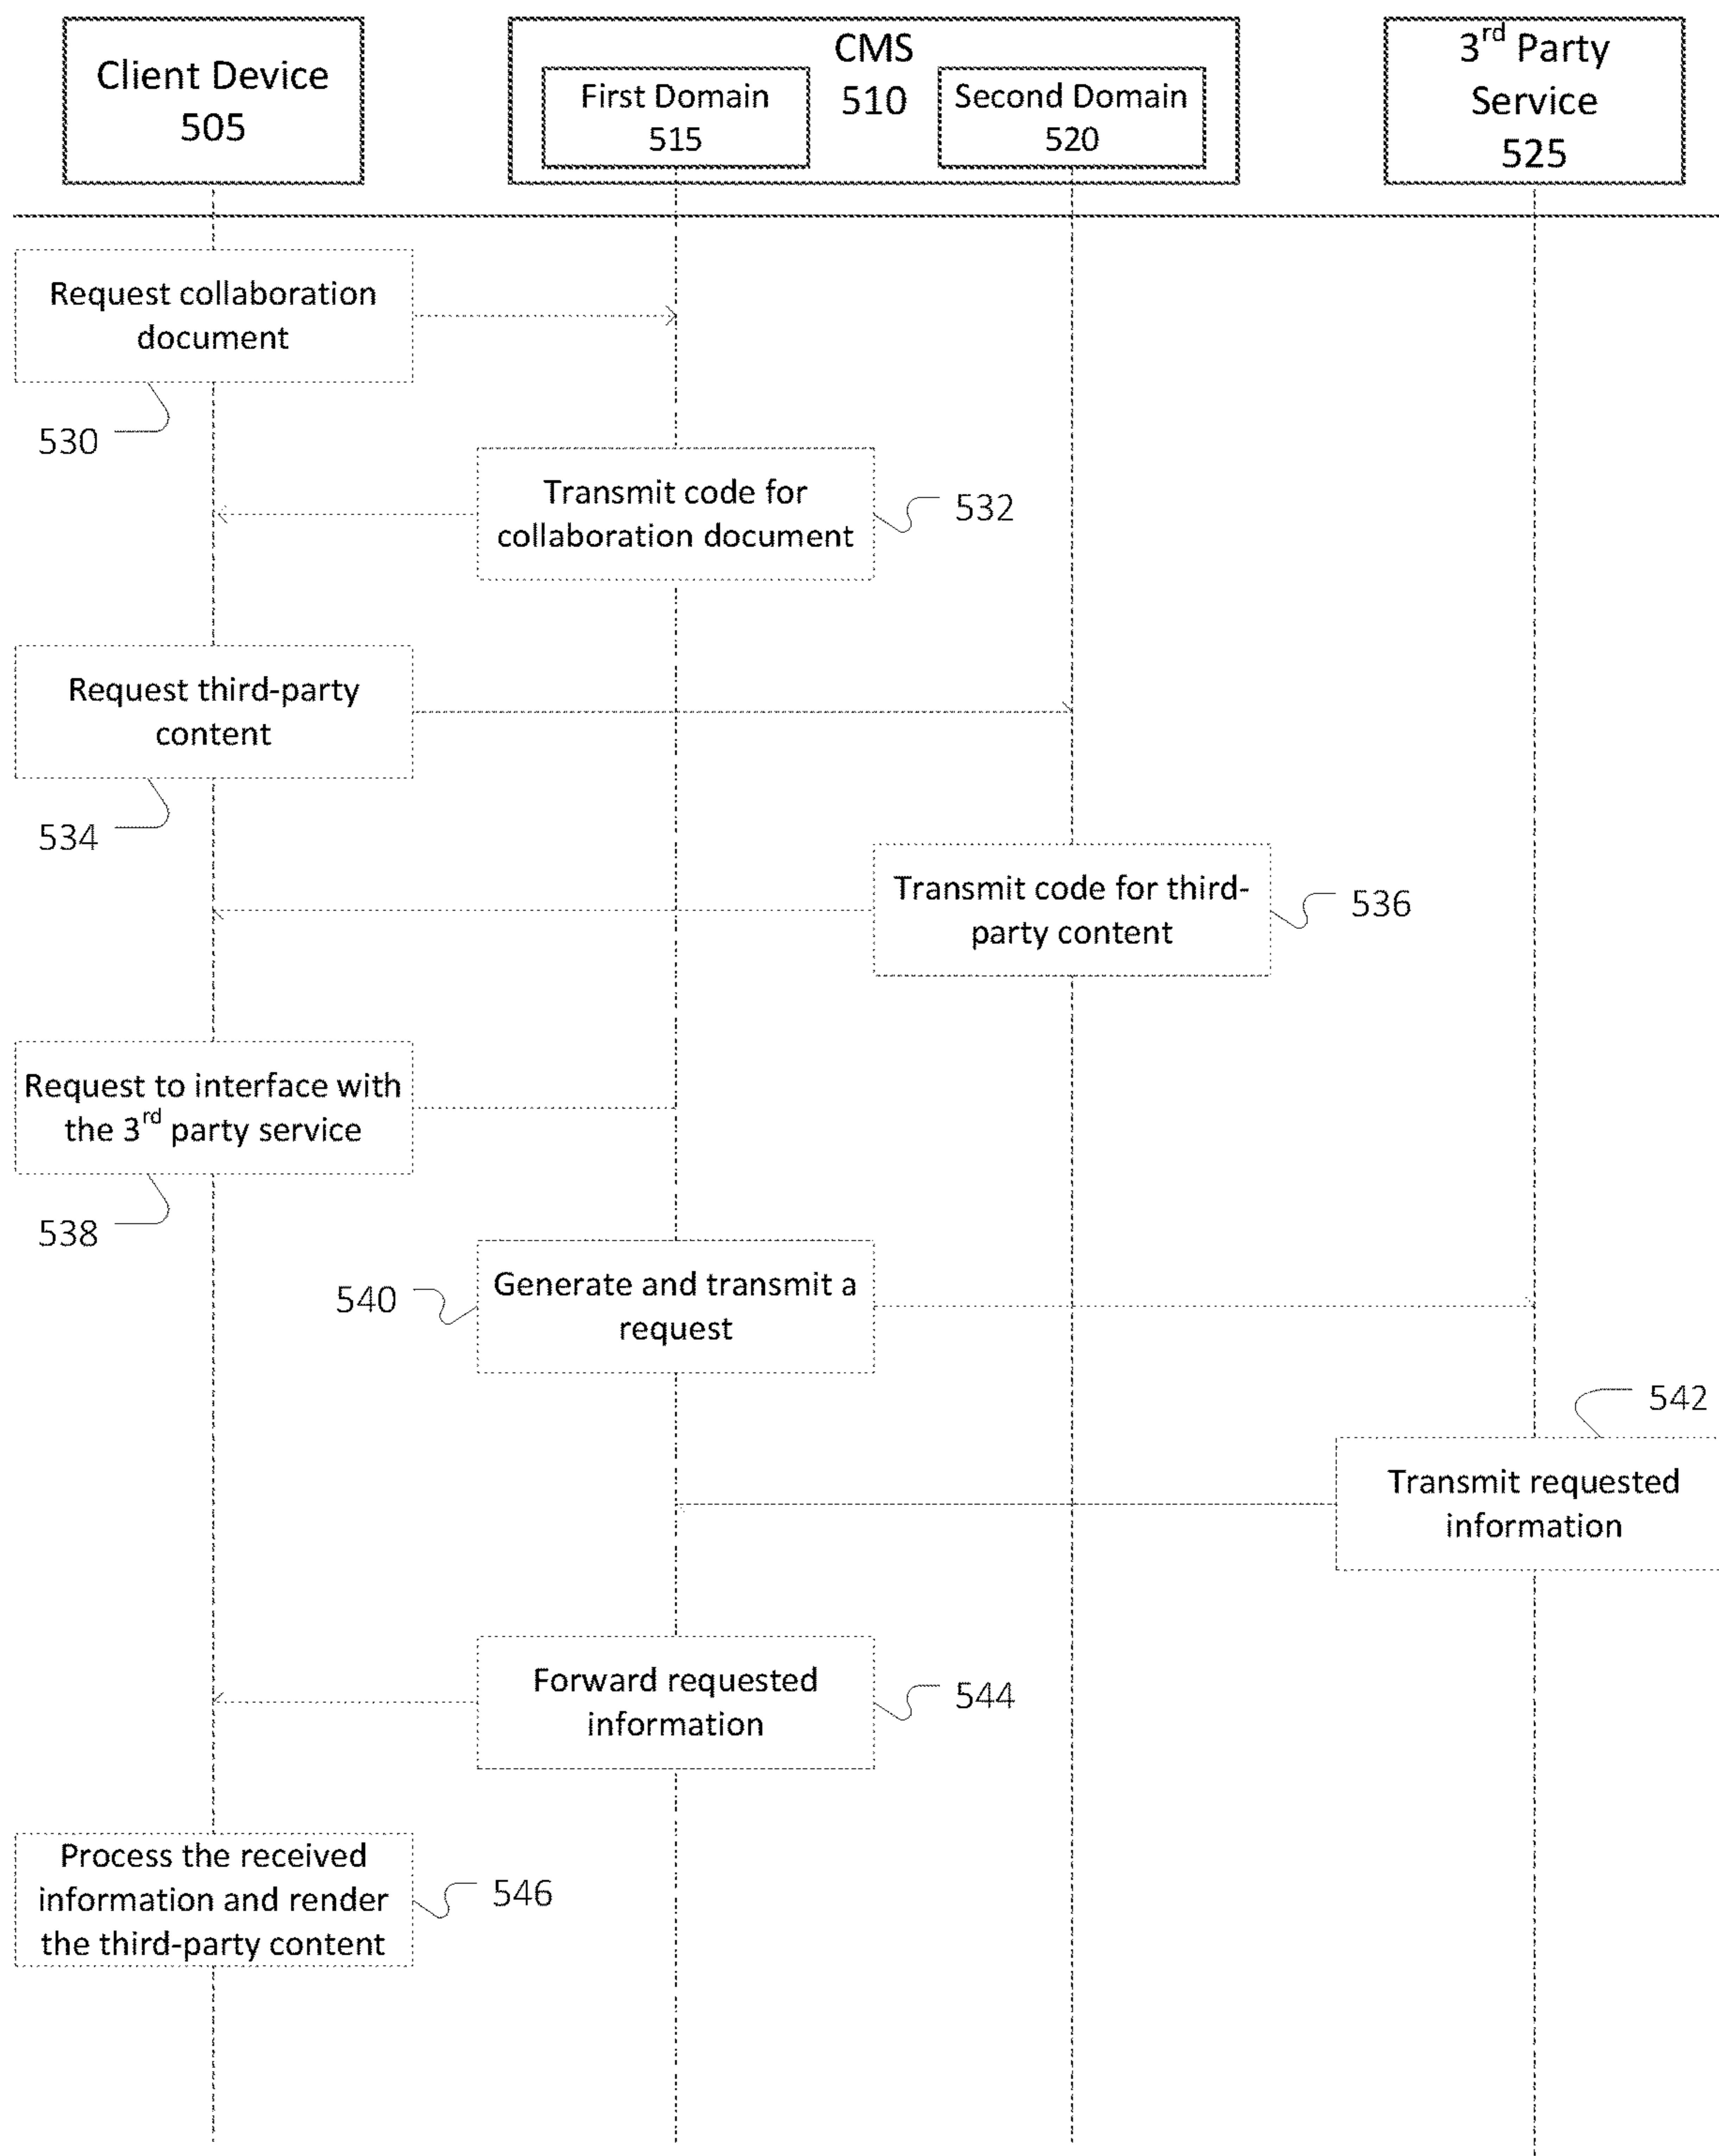 Client Device
505
CMS
510
First Domain
515
Second Domain
520
3rd Party
Service
525
Request collaboration
document
530
Transmit code for
collaboration document
532
Request third-party
content
534
Transmit code for third-
party content
536
Request to interface with
the 3rd party service
538
Generate and transmit a
request
540
542
Transmit requested
information
Forward requested
information
544
Process the received
information and render
the third-party content
546